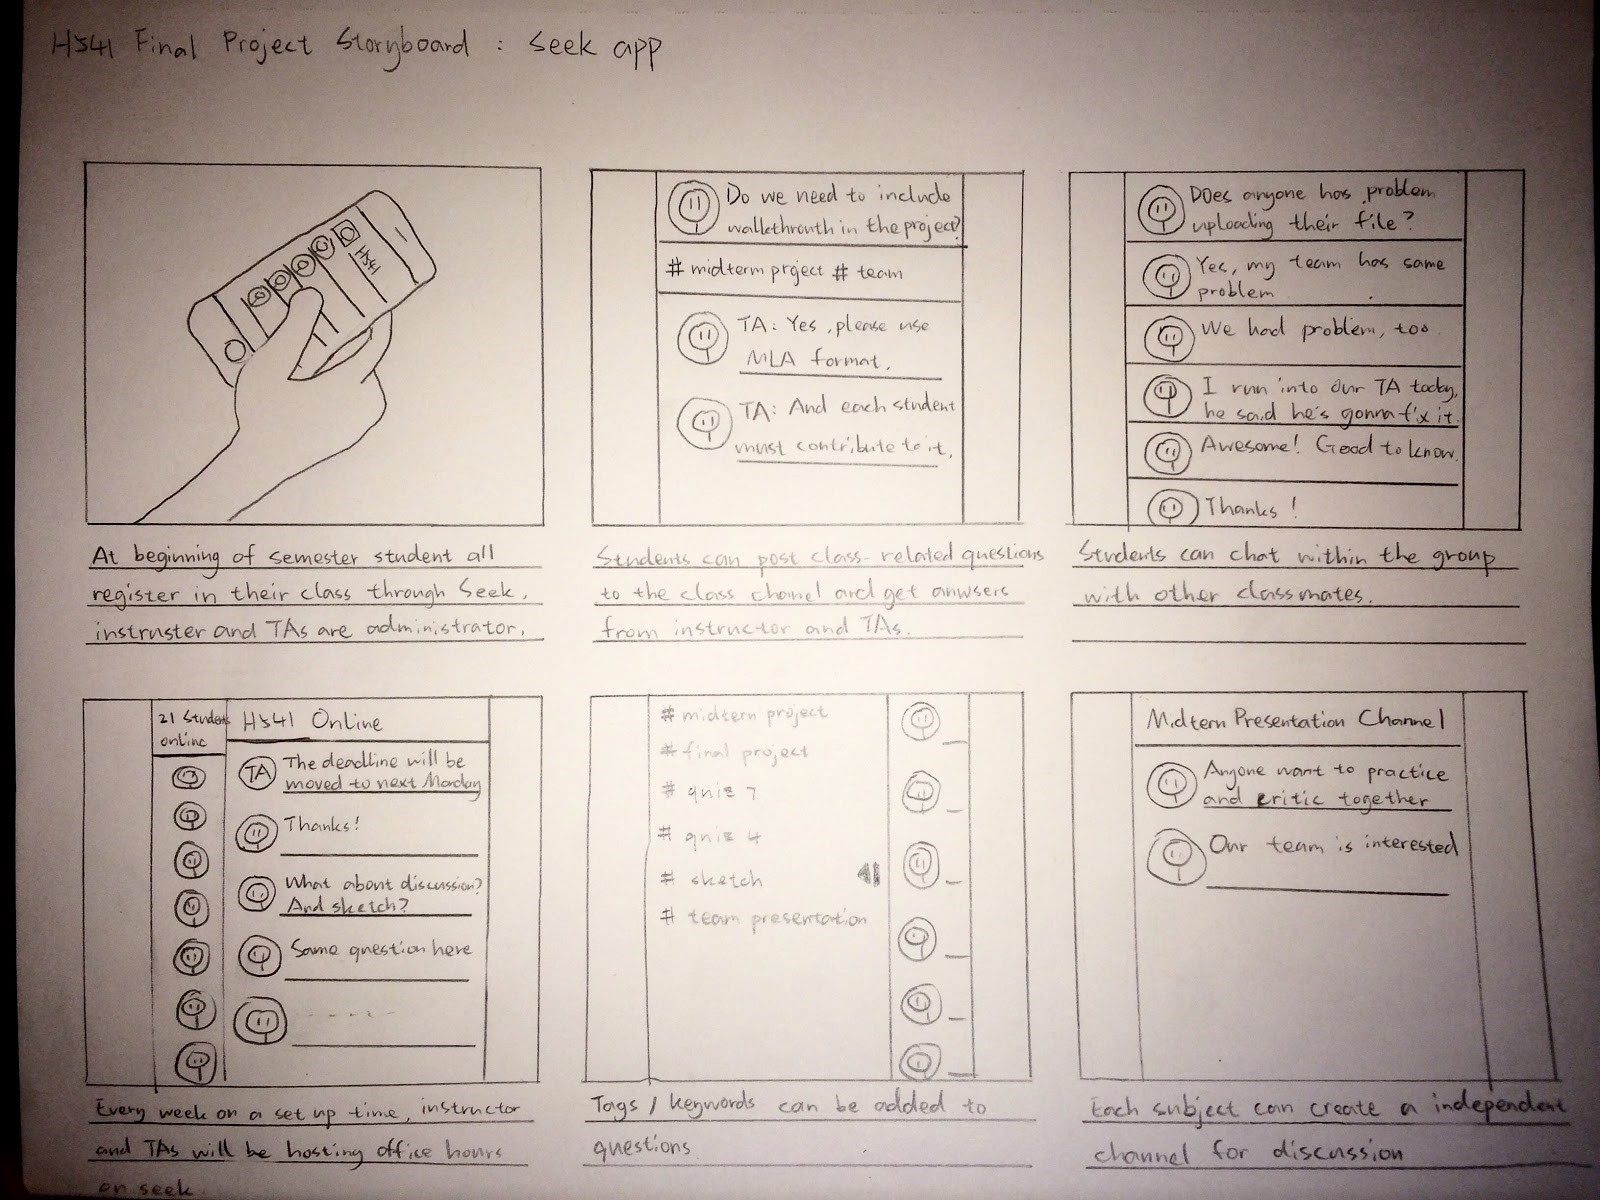 H541 Final Project Storyboard : Seek app
H541
At beginning of semester student all
register in their class through Seek,
instruster and TAs are administrator.
Do we need to include
walkthrouth in the project?
# midterm prject # team
TA: Yes, please use
MLA format.
TA: And each student
must contribute to it.
Students can post class-related questions
to the class chanel and get anwsers
from instructor and TAs.
Does anyone has problem
uploading their file?
Yes, my team has same
problem
We had problem, too.
I run into our TA today,
he said he's gonna fix it.
Awesome! Good to know.
Thanks!
Students can chat within the group
with other classmates.
21 Students
online
H541 Online
TA
The deadline will be
moved to next Monday
Thanks!
What about discussion?
And sketch?
Same question here
Every week on a set up time, instructor
and TAs will be hosting office hours
on seek
# midtern project
# final project
# quiz 7
# quiz 4
# sketch
# team presentation
Tags / keywords can be added to
questions
Midtern Presentation Channel
Anyone want to practice
and critic together
Our team is interested
Each subject can create a independent
channel for discussion